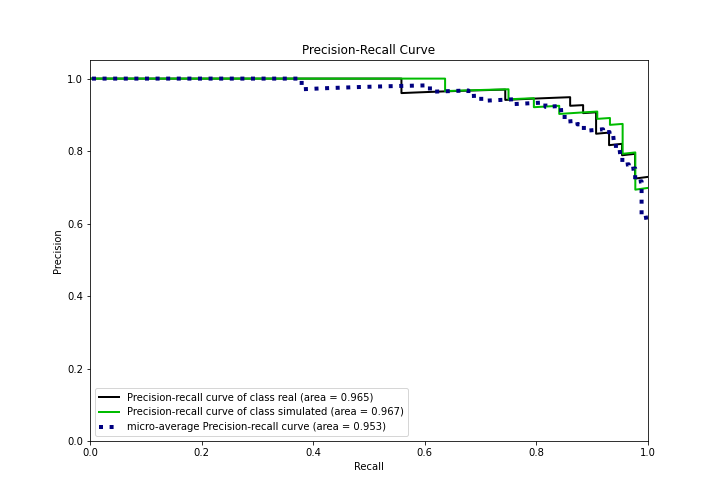 Precision-Recall Curve
1.0
0.8
0.6
0.4
0.2
0.0
Precision
Precision-recall curve of class real (area = 0.965)
Precision-recall curve of class simulated (area = 0.967)
micro-average Precision-recall curve (area = 0.953)
0.0 0.2 0.4 0.6 0.8 1.0
Recall